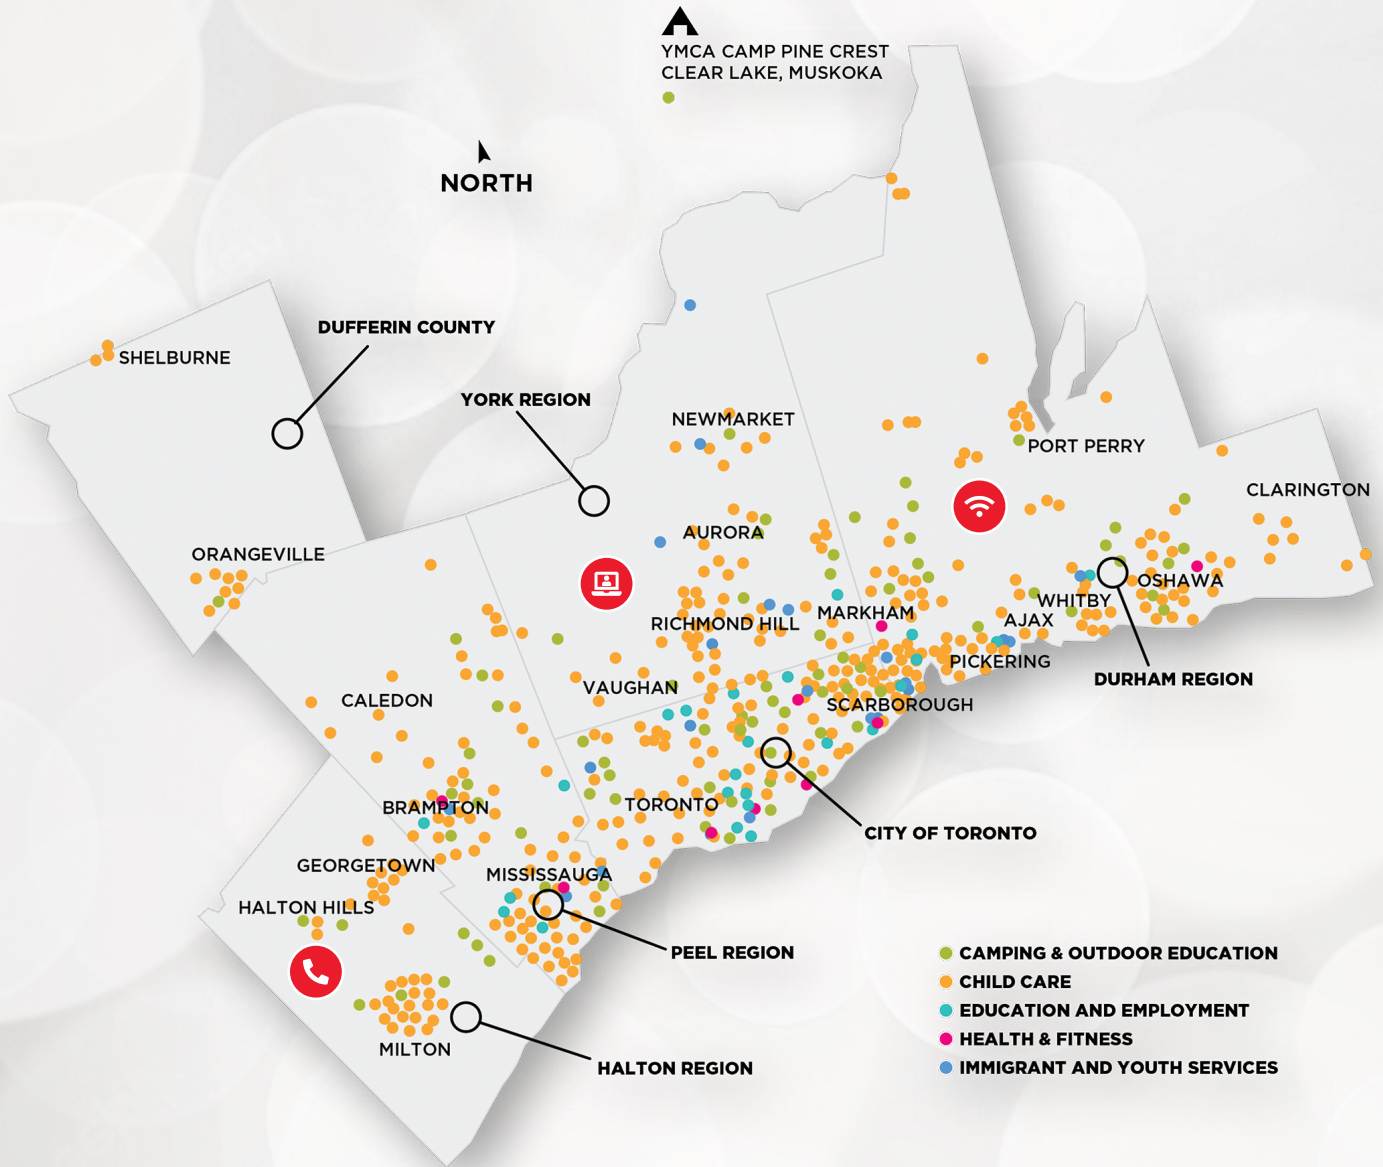 YMCA CAMP PINE CREST
CLEAR LAKE, MUSKOKA
NORTH
DUFFERIN COUNTY
SHELBURNE
YORK REGION
NEWMARKET
PORT PERRY
CLARINGTON
AURORA
ORANGEVILLE
OSHAWA
WHITBY
MARKHAM
AJAX
RICHMOND HILL
PICKERING
DURHAM REGION
VAUGHAN
CALEDON
SCARBOROUGH
TORONTO
BRAMPTON
CITY OF TORONTO
GEORGETOWN
MISSISSAUGA
HALTON HILLS
PEEL REGION
MILTON
HALTON REGION
CAMPING & OUTDOOR EDUCATION
CHILD CARE
EDUCATION AND EMPLOYMENT
HEALTH & FITNESS
IMMIGRANT AND YOUTH SERVICES